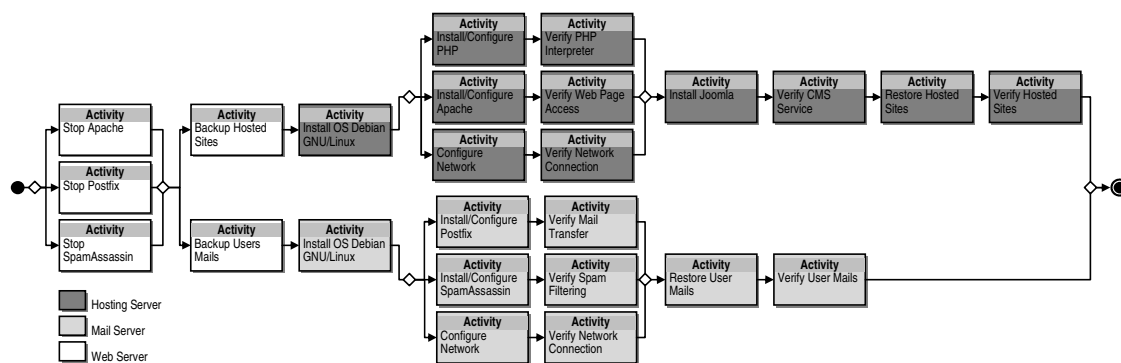 Activity
Stop Apache
Activity
Stop Postfix
Activity
Stop
SpamAssassin
Activity
Backup Hosted
Sites
Activity
Backup Users
Mails
Activity
Install OS Debian
GNU/Linux
Activity
Install OS Debian
GNU/Linux
Activity
Install/Configure
PHP
Activity
Verify PHP
Interpreter
Activity
Install/Configure
Apache
Activity
Verify Web Page
Access
Activity
Configure
Network
Activity
Verify Network
Connection
Activity
Install Joomla
Activity
Verify CMS
Service
Activity
Restore Hosted
Sites
Activity
Verify Hosted
Sites
Activity
Install/Configure
Postfix
Activity
Verify Mail
Transfer
Activity
Install/Configure
SpamAssassin
Activity
Verify Spam
Filtering
Activity
Configure
Network
Activity
Verify Network
Connection
Activity
Restore User
Mails
Activity
Verify User Mails
Hosting Server
Mail Server
Web Server